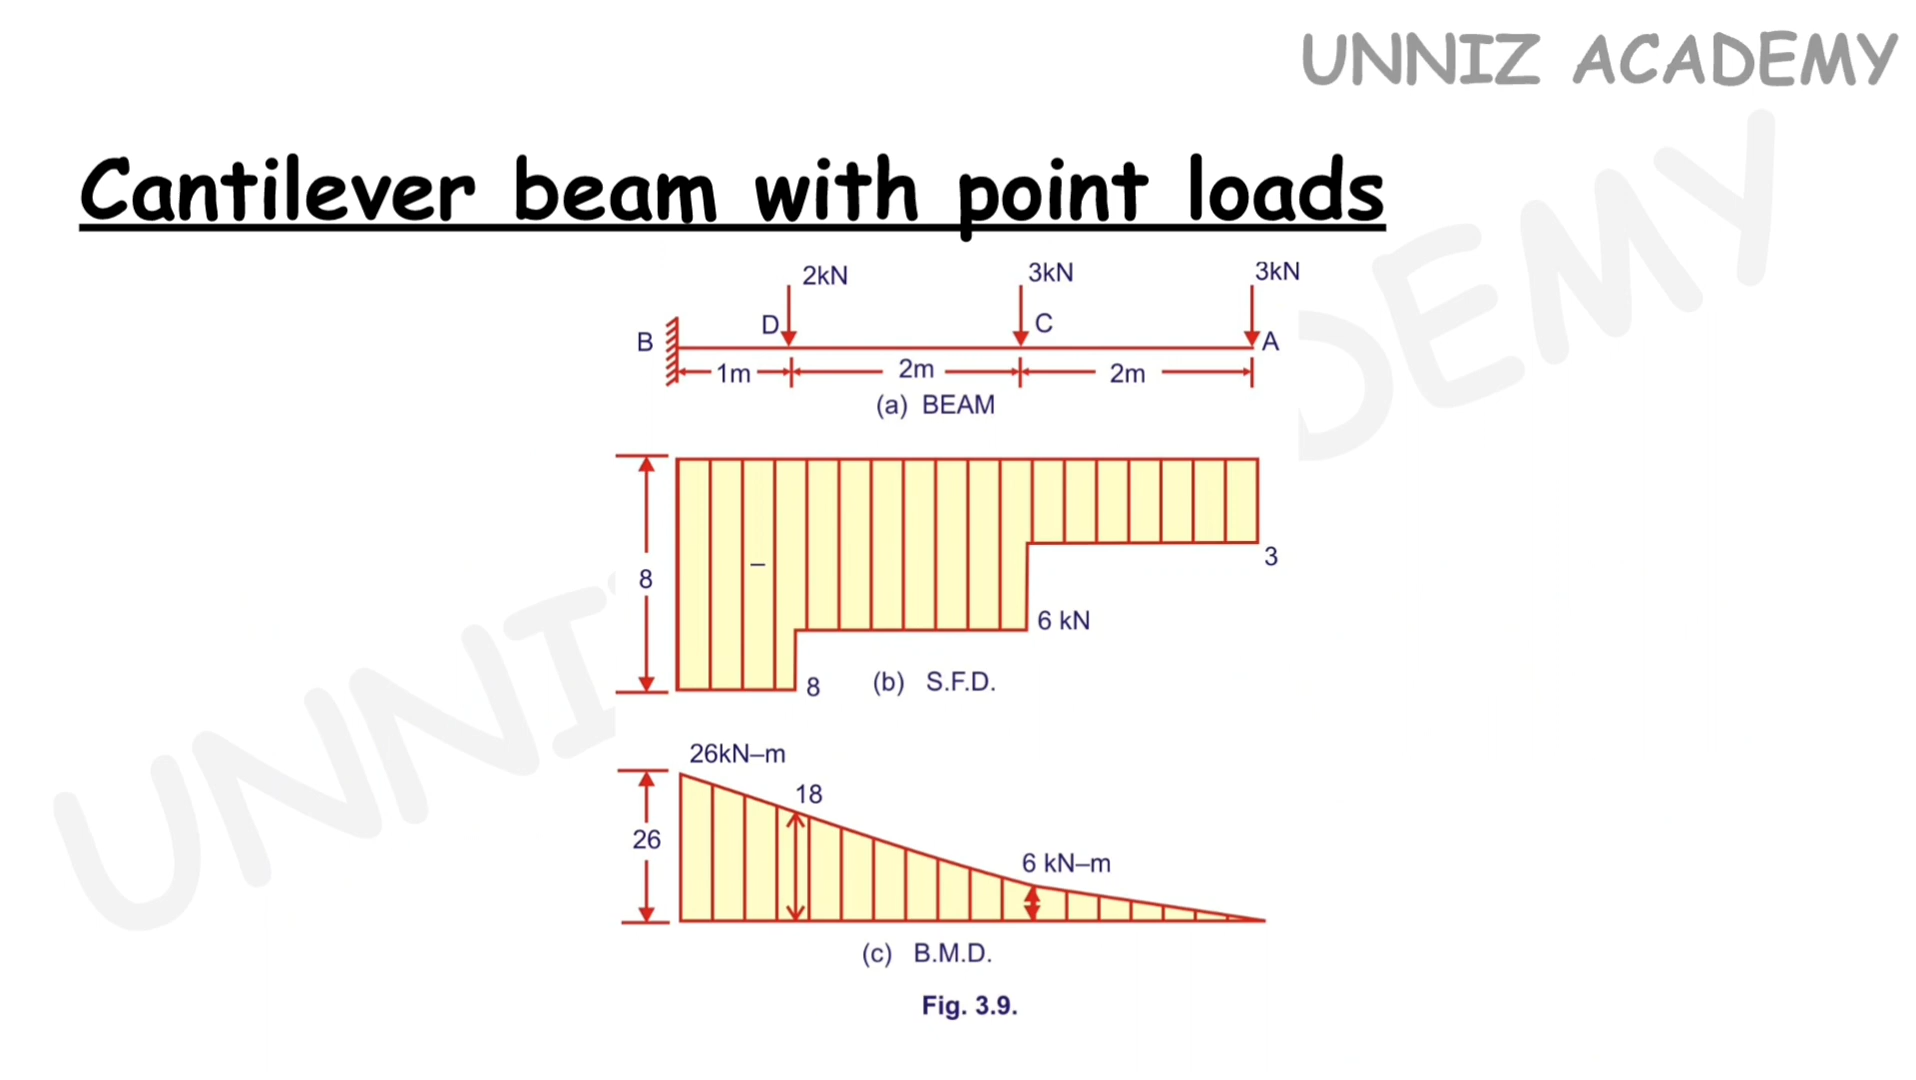 UNNIZ ACADEMY
Cantilever beam with point loads
2kN 3kN 3kN
B D C A
1m 2m 2m
(a) BEAM
8 – 3
6 kN
8 (b) S.F.D.
26kN–m
18
26
6 kN–m
(c) B.M.D.
Fig. 3.9.
UNNIZ DEMY